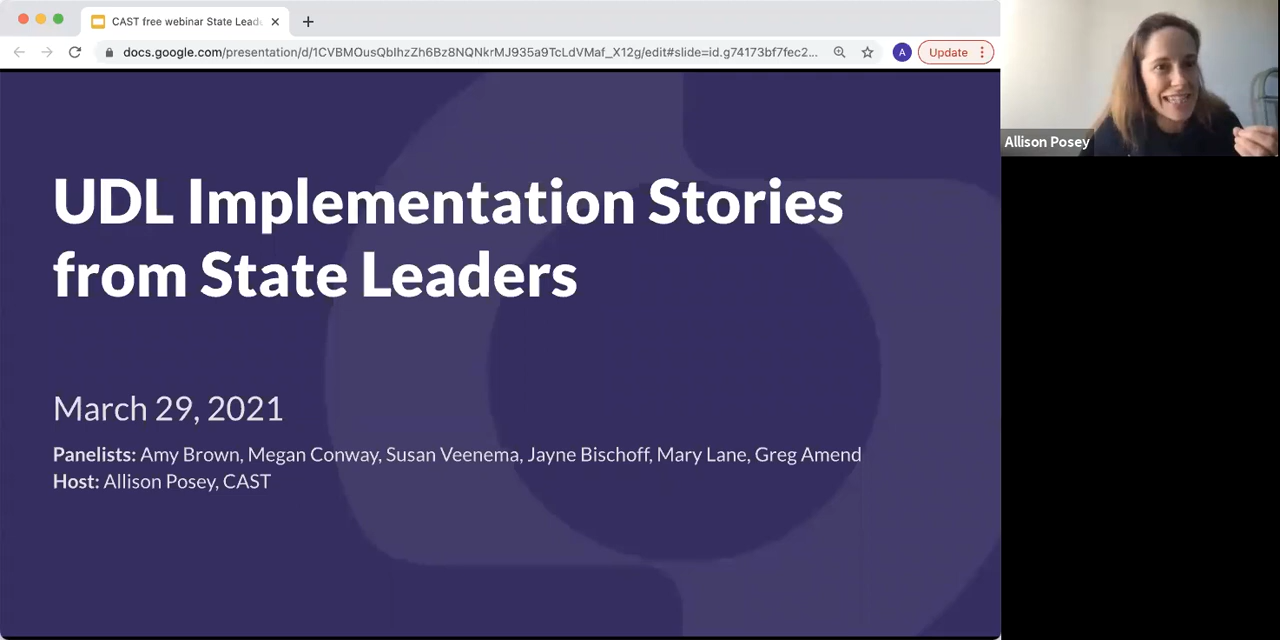 CAST free webinar State Lead
docs.google.com/presentation/d/1CVBMOusQbIhzZh6Bz8NQNkrMJ935a9TcLdVMaf_X12g/edit#slide=id.g74173bf7fec2...
A
Update
Allison Posey
UDL Implementation Stories
from State Leaders
March 29, 2021
Panelists: Amy Brown, Megan Conway, Susan Veenema, Jayne Bischoff, Mary Lane, Greg Amend
Host: Allison Posey, CAST